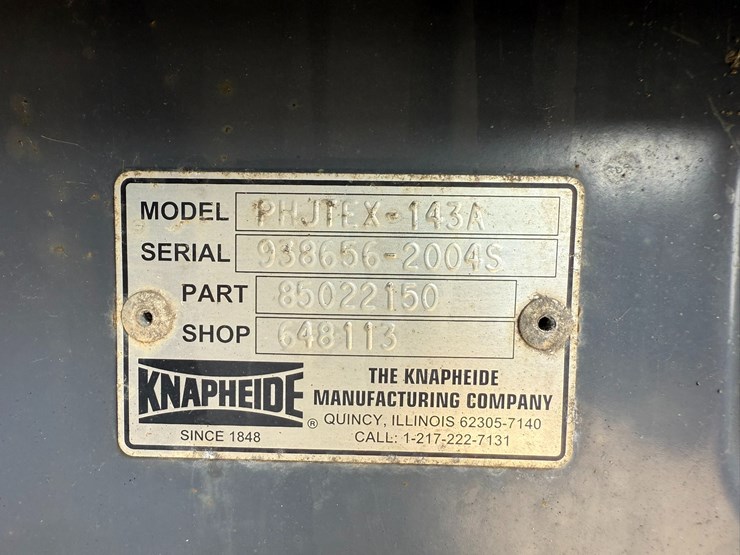 MODEL PHJTEX-143A
SERIAL 938656-2004S
PART 85022150
SHOP 648113
KNAPHEIDE ®
SINCE 1848
THE KNAPHEIDE
MANUFACTURING COMPANY
QUINCY, ILLINOIS 62305-7140
CALL: 1-217-222-7131